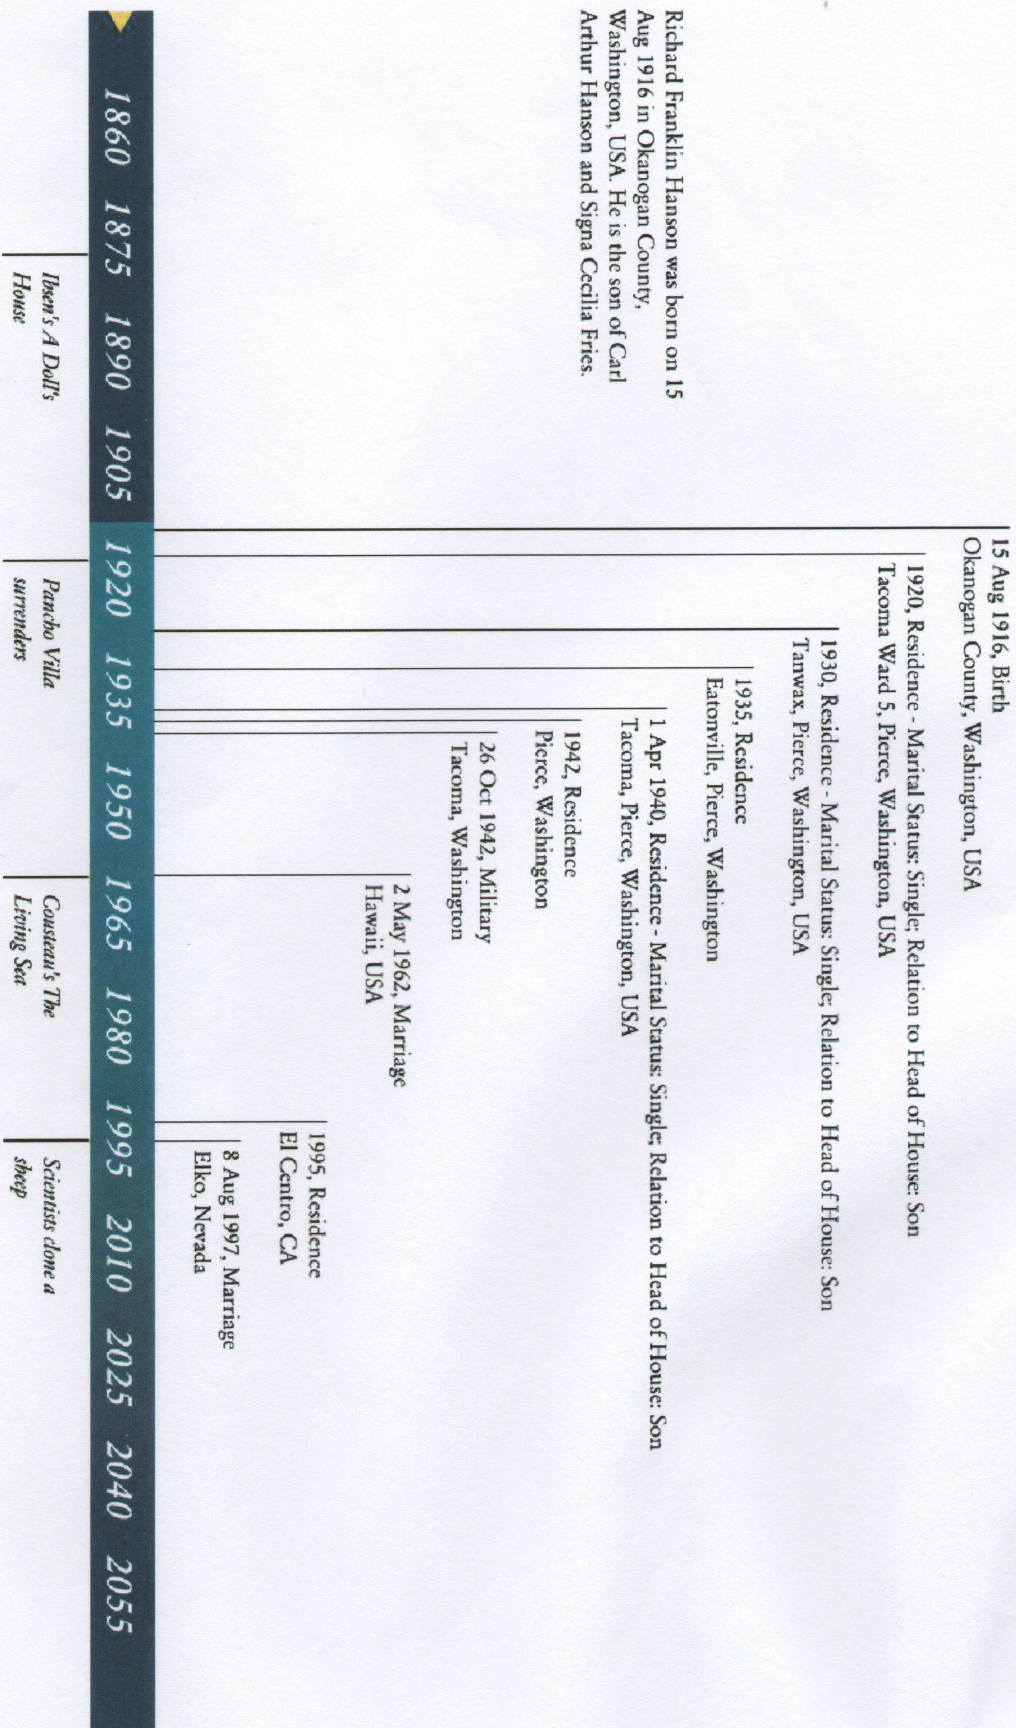 15 Aug 1916, Birth
Okanogan County, Washington, USA
1920, Residence - Marital Status: Single; Relation to Head of House: Son
Tacoma Ward 5, Pierce, Washington, USA
1930, Residence - Marital Status: Single; Relation to Head of House: Son
Tanwax, Pierce, Washington, USA
Richard Franklin Hanson was born on 15
Aug 1916 in Okanogan County,
Washington, USA. He is the son of Carl
Arthur Hanson and Signa Cecilia Fries.
1935, Residence
Eatonville, Pierce, Washington
1 Apr 1940, Residence - Marital Status: Single; Relation to Head of House: Son
Tacoma, Pierce, Washington, USA
1942, Residence
Pierce, Washington
26 Oct 1942, Military
Tacoma, Washington
2 May 1962, Marriage
Hawaii, USA
1995, Residence
El Centro, CA
8 Aug 1997, Marriage
Elko, Nevada
1860 1875 1890 1905 1920 1935 1950 1965 1980 1995 2010 2025 2040 2055
Ibsen's A Doll's
House
Pancho Villa
surrenders
Cousteau's The
Living Sea
Scientists clone a
sheep